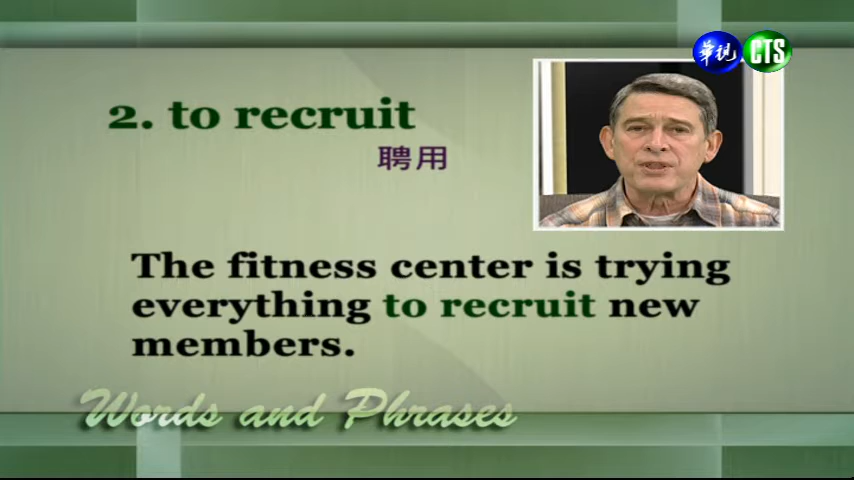 華視 CTS
2. to recruit
聘用
The fitness center is trying
everything to recruit new
members.
Words and Phrases